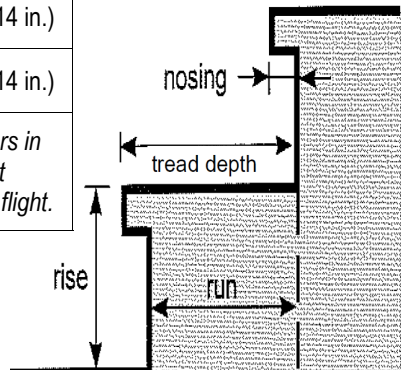 14 in.)
14 in.)
rs in
t
flight.
nosing
tread depth
rise
run